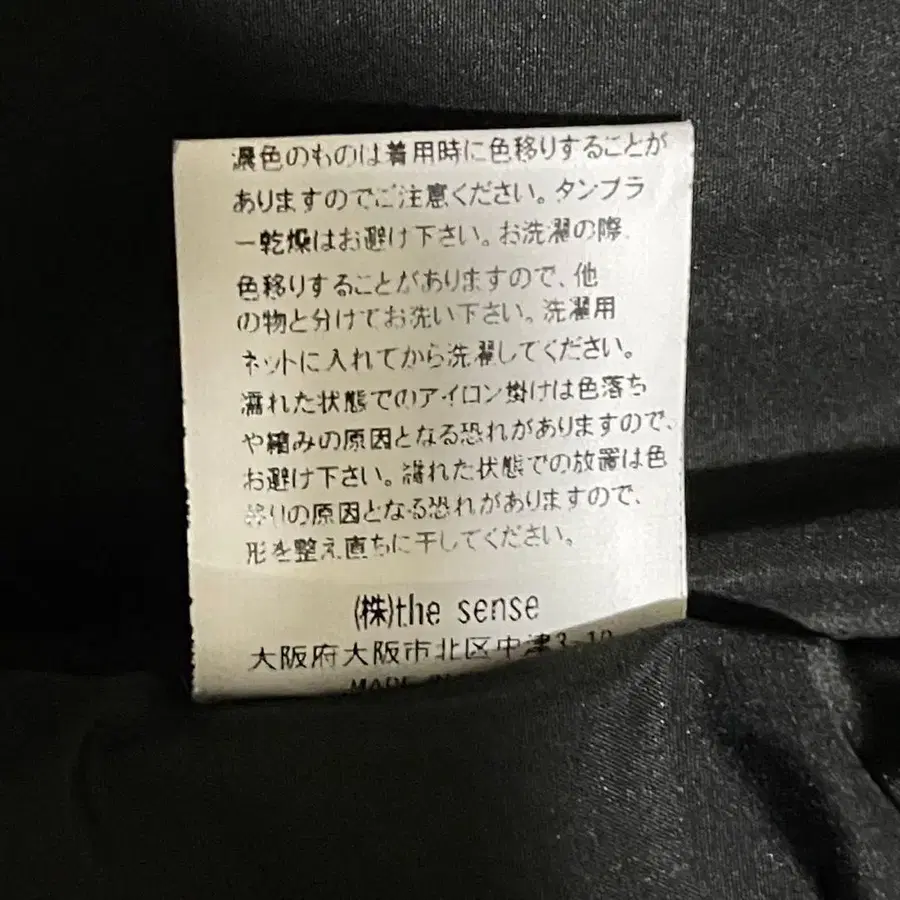 濃色のものは着用時に色移りすることが
ありますのでご注意ください。タンブラ
ー乾燥はお避け下さい。お洗濯の際、
色移りすることがありますので、他
の物と分けてお洗い下さい。洗濯用
ネットに入れてから洗濯してください。
濡れた状態でのアイロン掛けは色落ち
や縮みの原因となる恐れがありますので、
お避け下さい。濡れた状態での放置は色
移りの原因となる恐れがありますので、
形を整え直ちに干してください。
(株)the sense
大阪府大阪市北区中津3-10
MADE